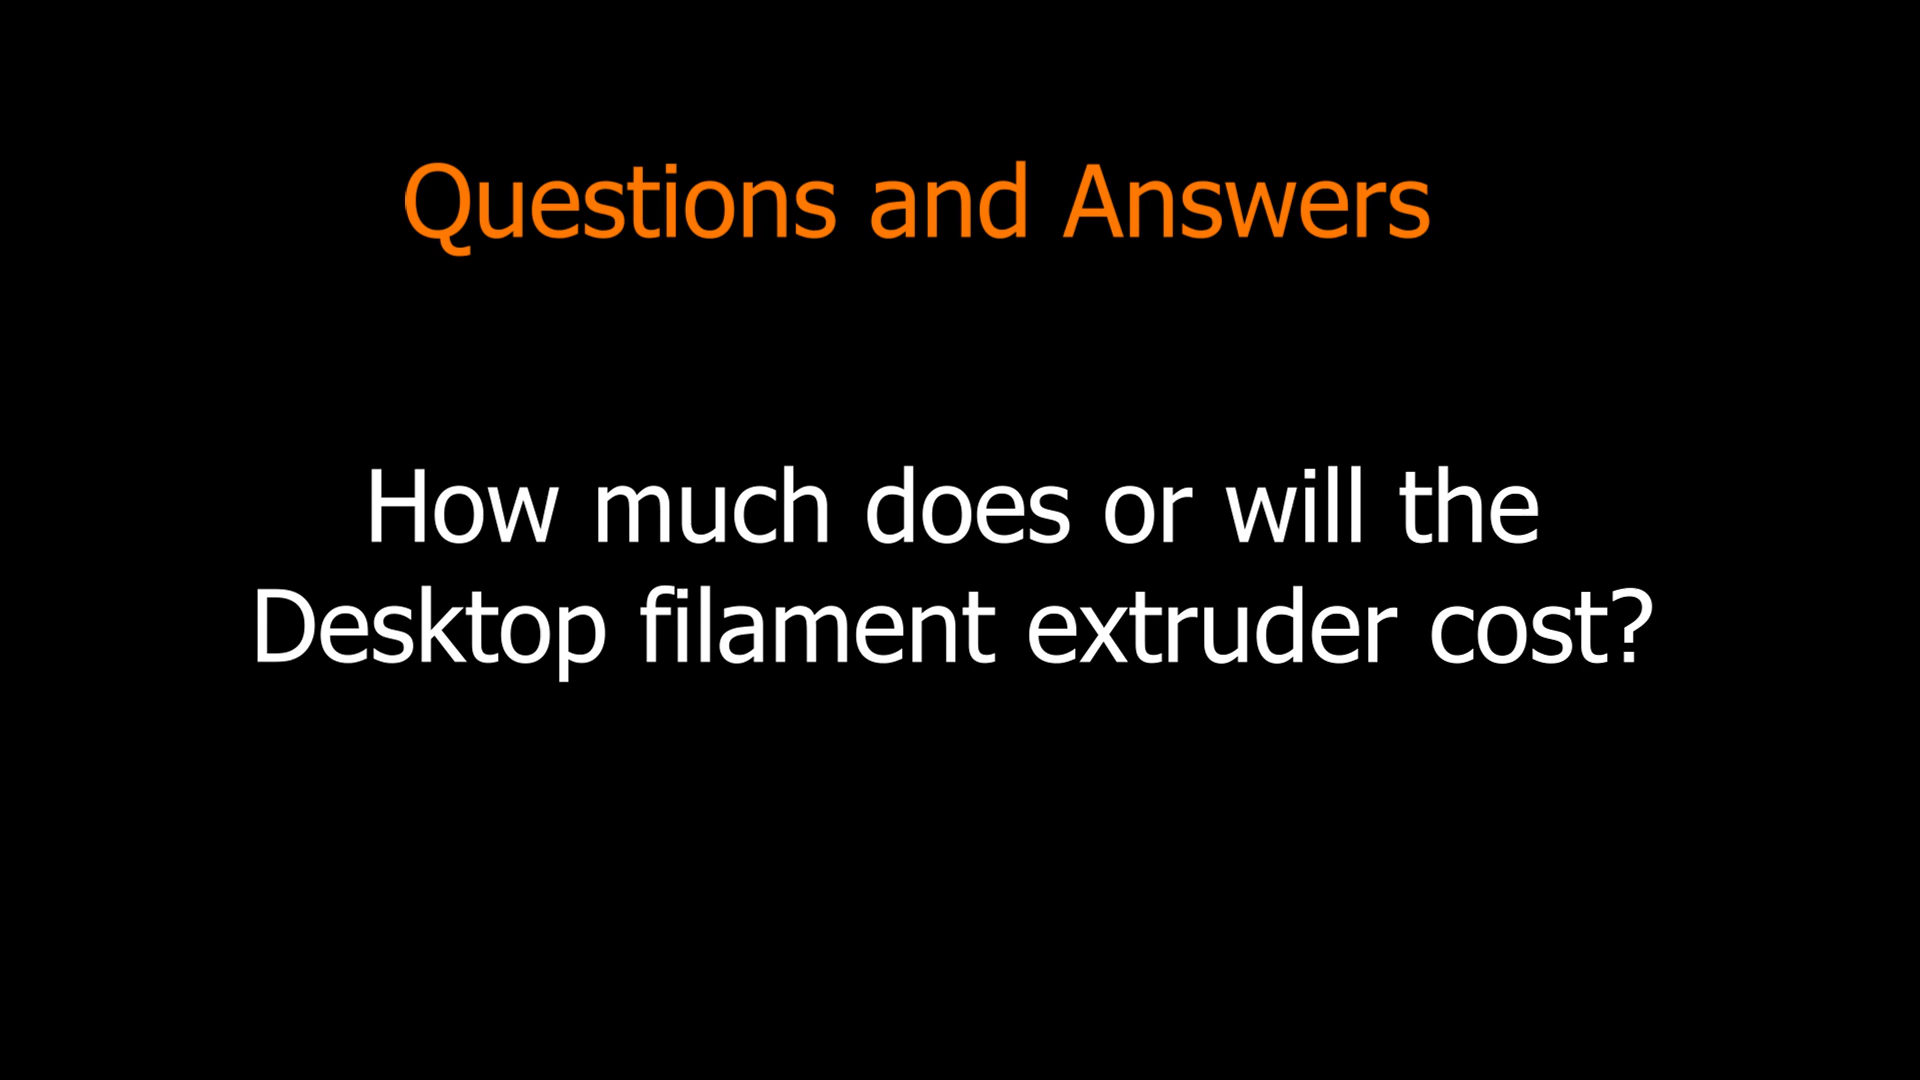 Questions and Answers
How much does or will the
Desktop filament extruder cost?